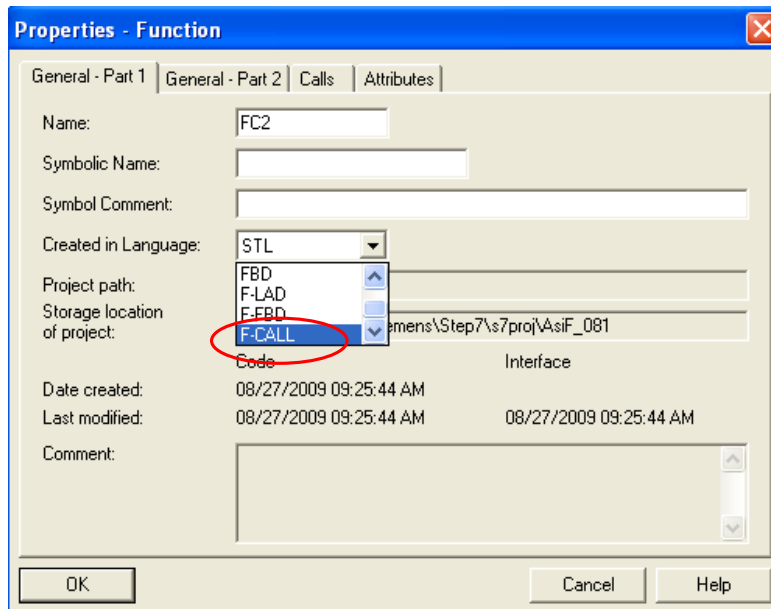 Properties - Function
General - Part 1 General - Part 2 Calls Attributes
Name: FC2
Symbolic Name:
Symbol Comment:
Created in Language: STL
FBD
Project path:
F-LAD
Storage location
of project:
F-FBD
emens\Step7\s7proj\AsiF_081
F-CALL
Code Interface
Date created: 08/27/2009 09:25:44 AM
Last modified: 08/27/2009 09:25:44 AM 08/27/2009 09:25:44 AM
Comment:
OK Cancel Help